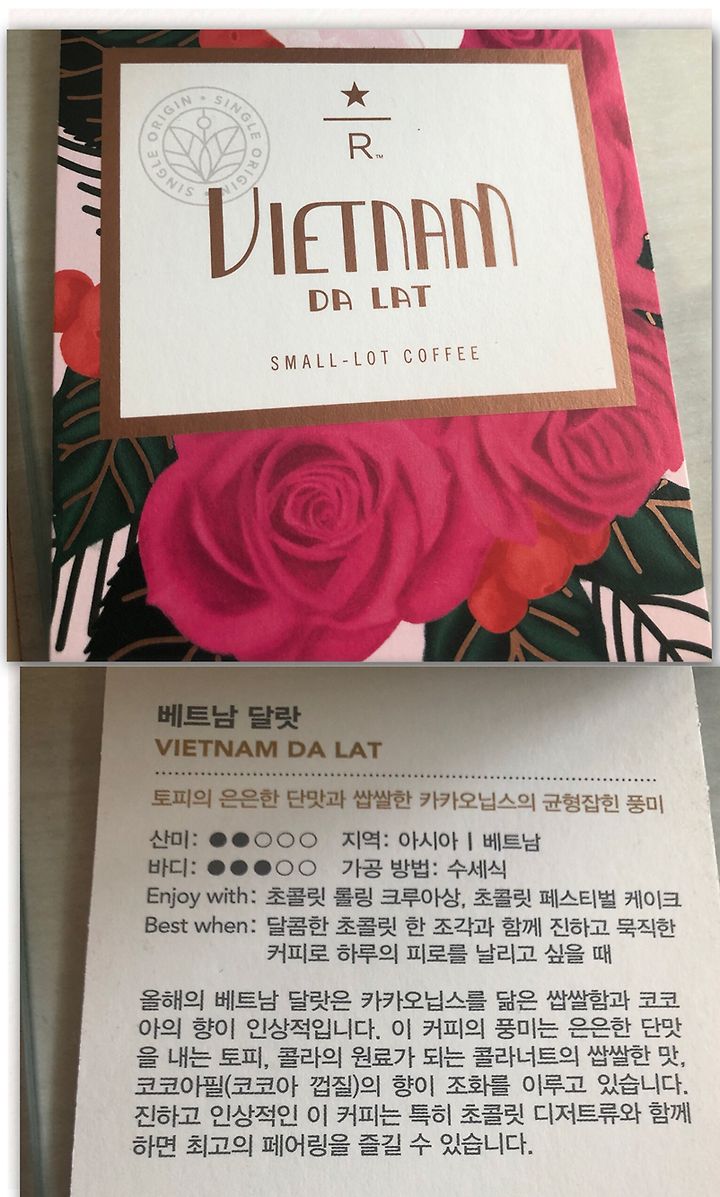 SINGLE ORIGIN • SINGLE ORIGIN • SINGLE ORIGIN
R™
VIETNAM
DA LAT
SMALL-LOT COFFEE
베트남 달랏
VIETNAM DA LAT
토피의 은은한 단맛과 쌉쌀한 카카오닙스의 균형잡힌 풍미
산미: ●●○○○ 지역: 아시아 | 베트남
바디: ●●●○○ 가공 방법: 수세식
Enjoy with: 초콜릿 롤링 크루아상, 초콜릿 페스티벌 케이크
Best when: 달콤한 초콜릿 한 조각과 함께 진하고 묵직한
커피로 하루의 피로를 날리고 싶을 때
올해의 베트남 달랏은 카카오닙스를 닮은 쌉쌀함과 코코
아의 향이 인상적입니다. 이 커피의 풍미는 은은한 단맛
을 내는 토피, 콜라의 원료가 되는 콜라너트의 쌉쌀한 맛,
코코아필(코코아 껍질)의 향이 조화를 이루고 있습니다.
진하고 인상적인 이 커피는 특히 초콜릿 디저트류와 함께
하면 최고의 페어링을 즐길 수 있습니다.